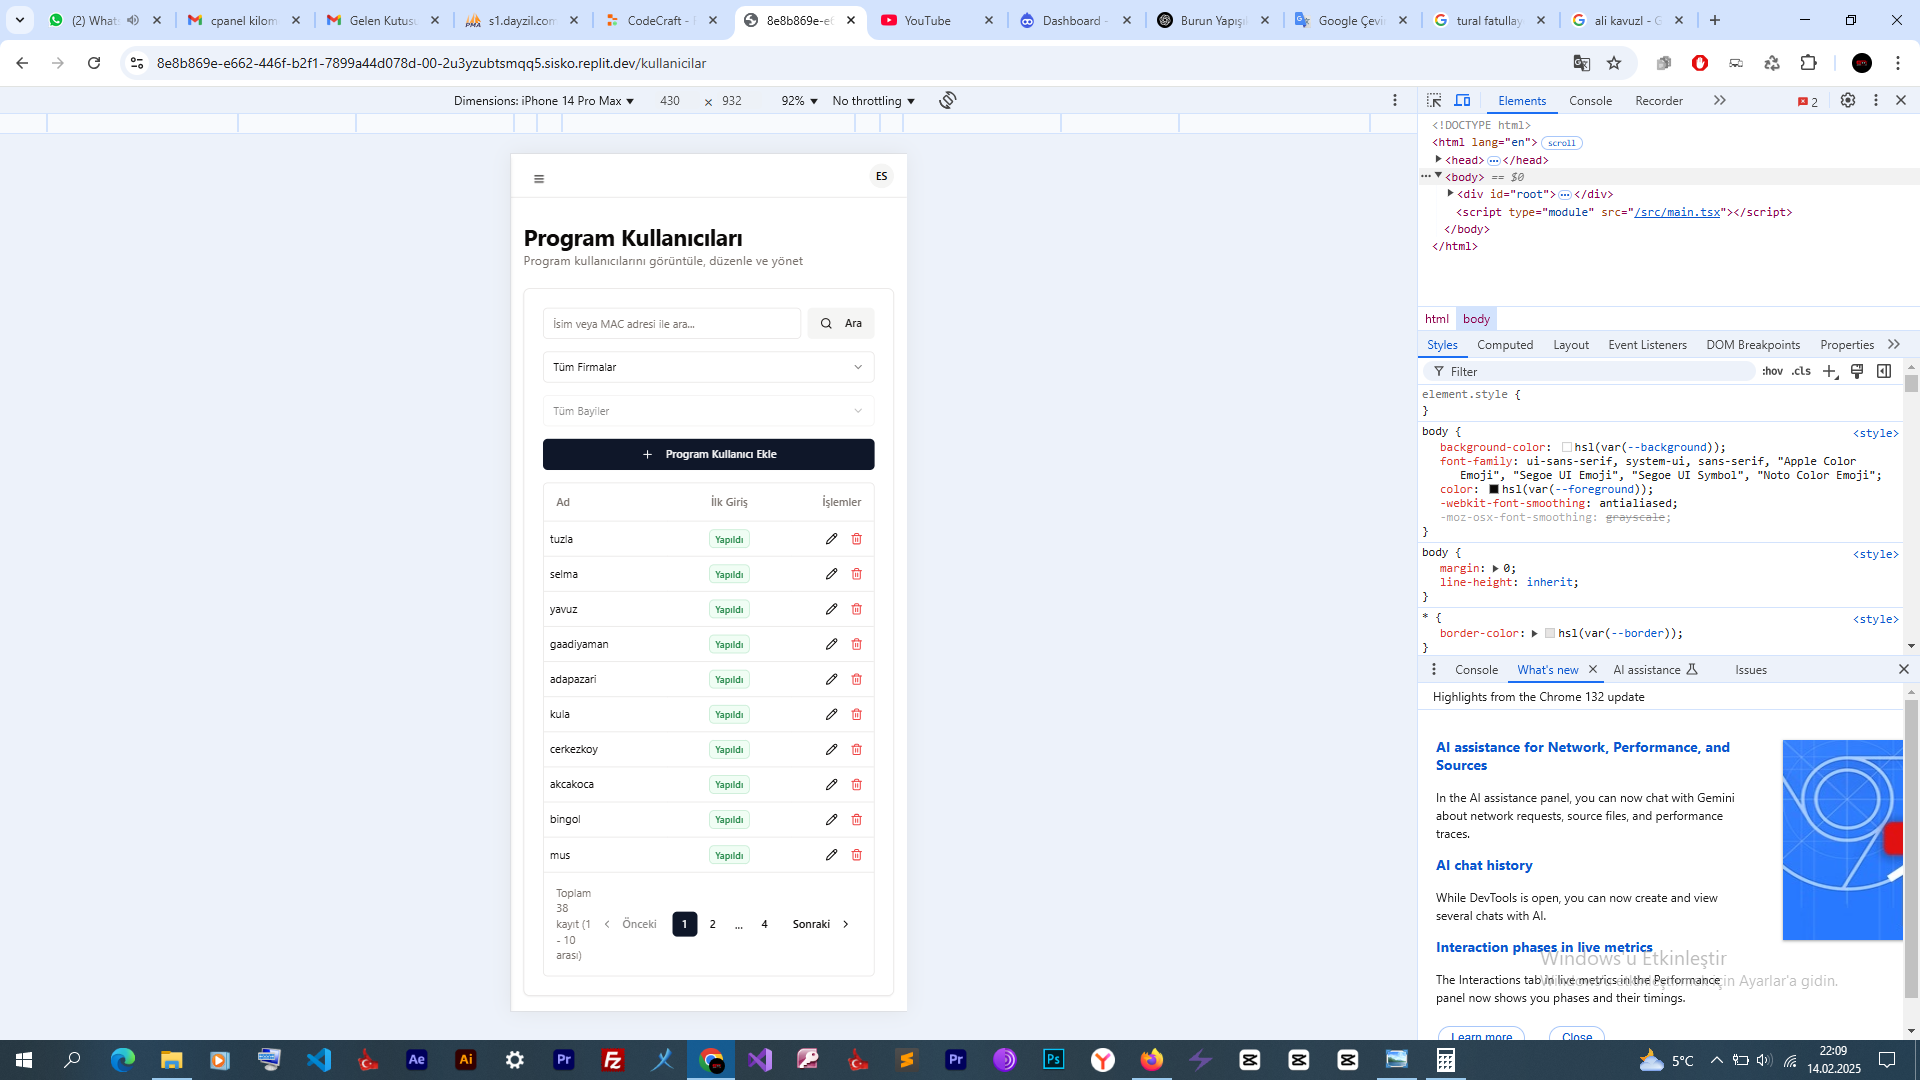 (2) What
cpanel kilom
Gelen Kutusu
s1.dayzil.com
CodeCraft -
8e8b869e-e6
YouTube
Dashboard -
Burun Yapışı
Google Çevir
tural fatullay
ali kavuzl - G
8e8b869e-e662-446f-b2f1-7899a44d078d-00-2u3yzubtsmqq5.sisko.replit.dev/kullanicilar
Dimensions: iPhone 14 Pro Max 430 × 932 92% No throttling
ES
Program Kullanıcıları
Program kullanıcılarını görüntüle, düzenle ve yönet
İsim veya MAC adresi ile ara...
Ara
Tüm Firmalar
Tüm Bayiler
+ Program Kullanıcı Ekle
Ad İlk Giriş İşlemler
tuzla Yapıldı
selma Yapıldı
yavuz Yapıldı
gaadiyaman Yapıldı
adapazari Yapıldı
kula Yapıldı
cerkezkoy Yapıldı
akcakoca Yapıldı
bingol Yapıldı
mus Yapıldı
Toplam
38
kayıt (1
- 10
arası)
Önceki 1 2 ... 4 Sonraki
Elements Console Recorder 2
<!DOCTYPE html>
<html lang="en"> scroll
<head> ⋯ </head>
⋯ <body> == $0
<div id="root"> ⋯ </div>
<script type="module" src="/src/main.tsx"></script>
</body>
</html>
html body
Styles Computed Layout Event Listeners DOM Breakpoints Properties
Filter :hov .cls
element.style {
}
body { <style>
background-color: hsl(var(--background));
font-family: ui-sans-serif, system-ui, sans-serif, "Apple Color
Emoji", "Segoe UI Emoji", "Segoe UI Symbol", "Noto Color Emoji";
color: hsl(var(--foreground));
-webkit-font-smoothing: antialiased;
-moz-osx-font-smoothing: grayscale;
}
body { <style>
margin: 0;
line-height: inherit;
}
* { <style>
border-color: hsl(var(--border));
}
Console What's new AI assistance Issues
Highlights from the Chrome 132 update
AI assistance for Network, Performance, and
Sources
In the AI assistance panel, you can now chat with Gemini
about network requests, source files, and performance
traces.
AI chat history
While DevTools is open, you can now create and view
several chats with AI.
Interaction phases in live metrics
The Interactions tab in live metrics in the Performance
panel now shows you phases and their timings.
Learn more Close
Windows'u Etkinleştir
Windows'u etkinleştirmek için Ayarlar'a gidin.
5°C
22:09
14.02.2025